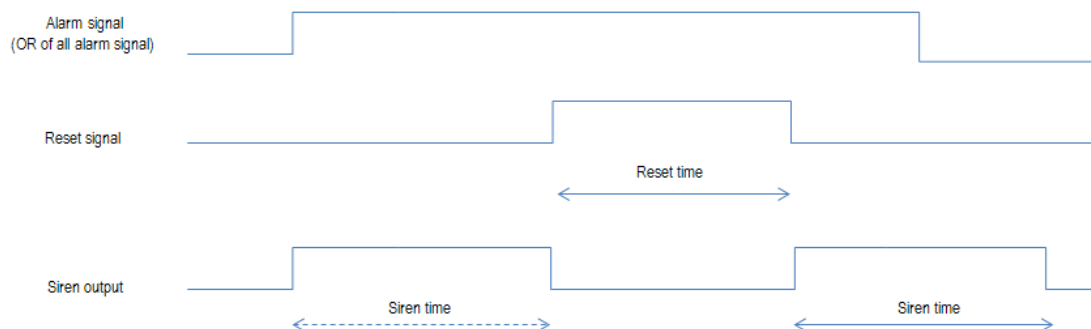 Alarm signal
(OR of all alarm signal)
Reset signal
Reset time
Siren output
Siren time
Siren time